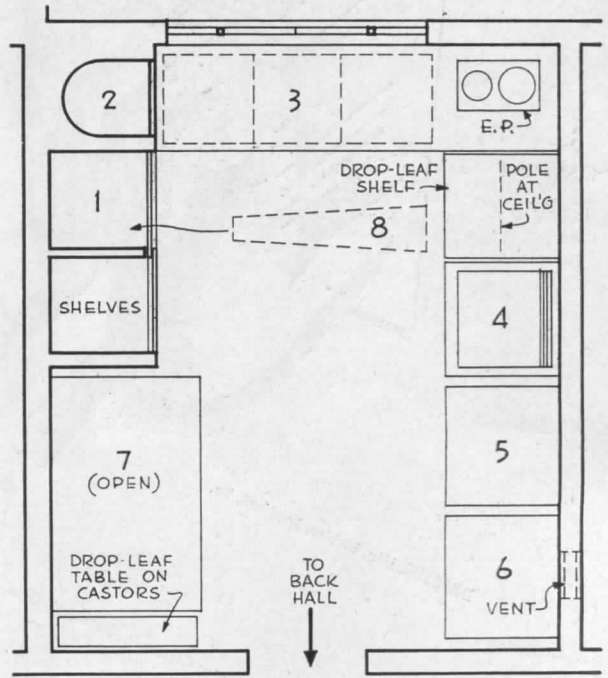 2
3
E.P.
1
DROP-LEAF
SHELF
POLE
AT
CEIL'G
8
SHELVES
4
7
(OPEN)
5
DROP-LEAF
TABLE ON
CASTORS
TO
BACK
HALL
6
VENT